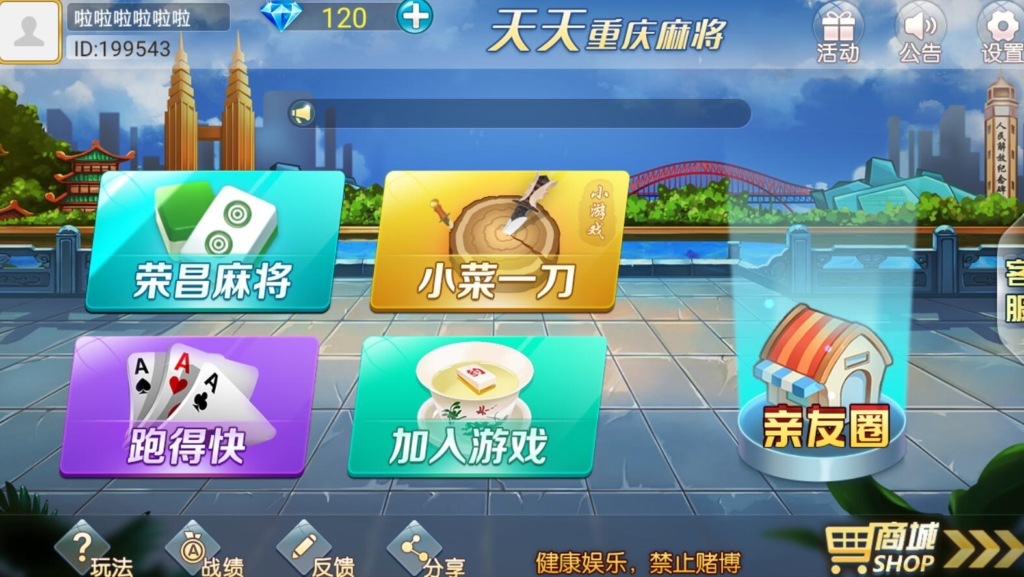 啦啦啦啦啦啦
120
天天重庆麻将
ID:199543
活动
公告
设置
人民解放纪念碑
荣昌麻将
小游戏
小菜一刀
客服
跑得快
加入游戏
亲友圈
玩法
战绩
反馈
分享
健康娱乐，禁止赌博
商城
SHOP